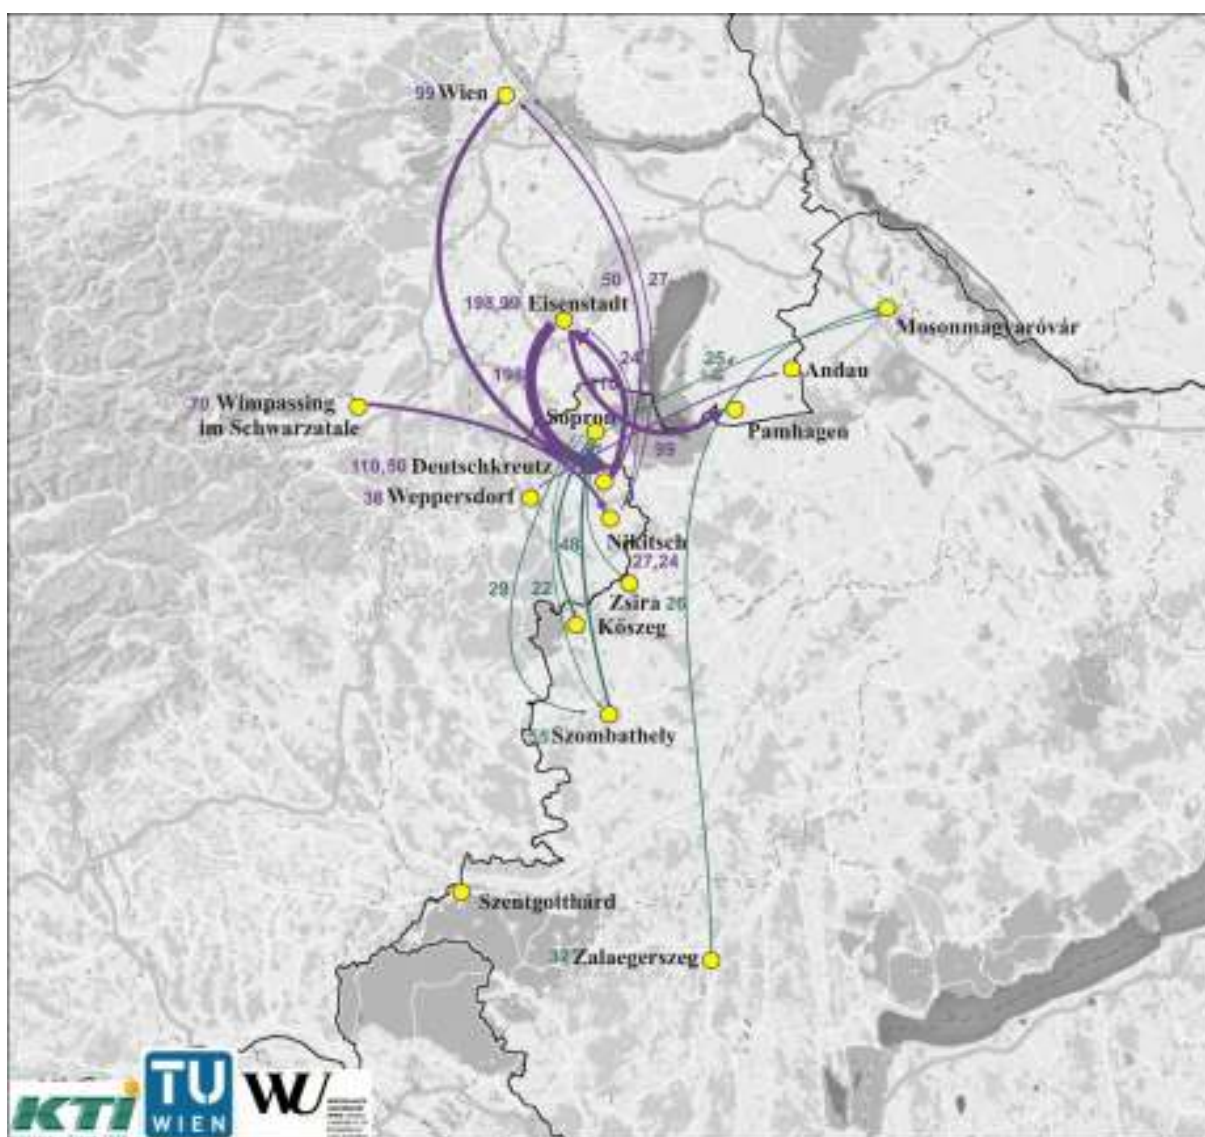 99 Wien
50
27
198,99 Eisenstadt
Mosonmagyaróvár
24
25
198
110
Andau
70 Wimpassing
im Schwarzatale
Sopron
Pamhagen
99
110,50 Deutschkreutz
38 Weppersdorf
Nikitsch
48
27,24
29
22
Zsira
26
Kőszeg
Szombathely
Szentgotthárd
32 Zalaegerszeg
KTI
TU
WIEN
WU